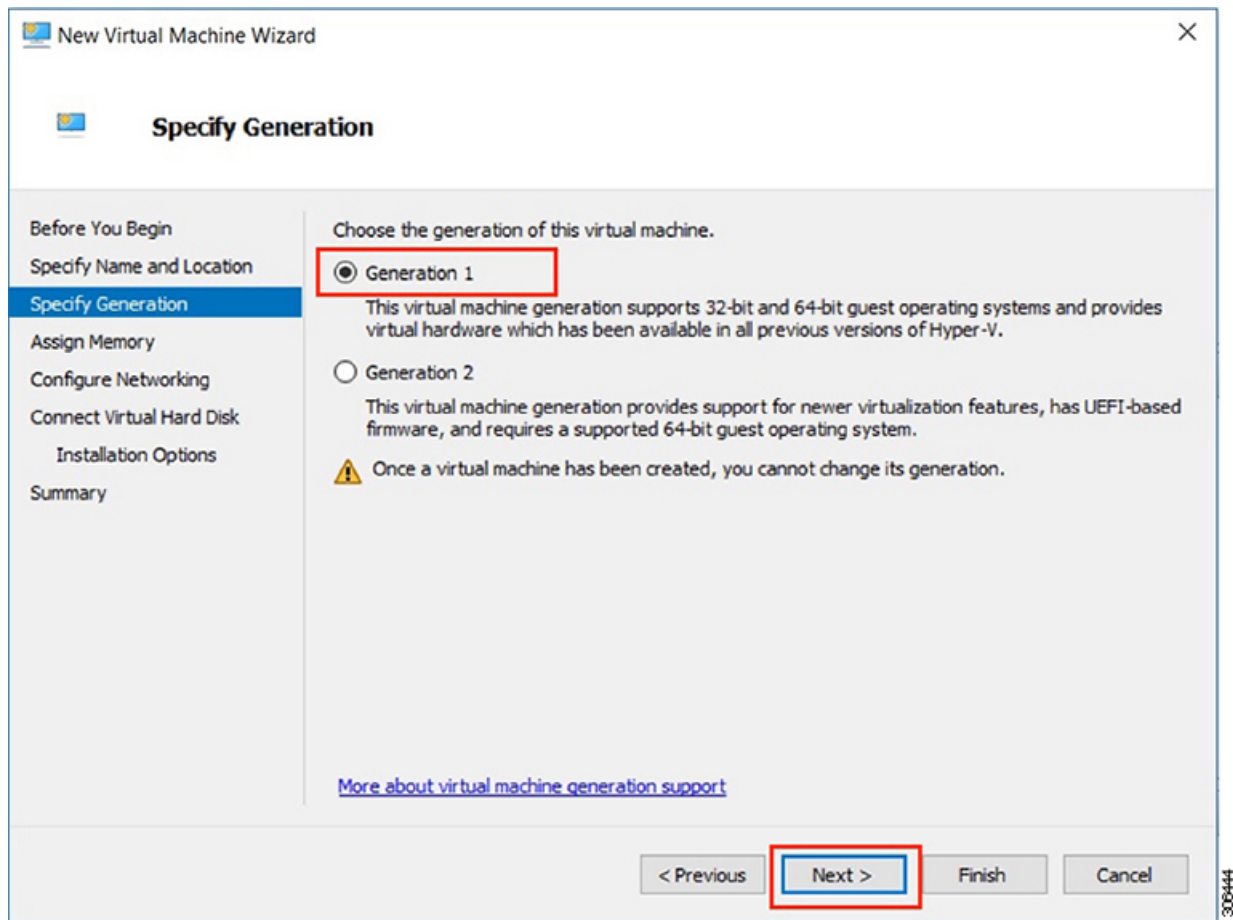 New Virtual Machine Wizard
Specify Generation
Before You Begin
Specify Name and Location
Specify Generation
Assign Memory
Configure Networking
Connect Virtual Hard Disk
Installation Options
Summary
Choose the generation of this virtual machine.
Generation 1
This virtual machine generation supports 32-bit and 64-bit guest operating systems and provides
virtual hardware which has been available in all previous versions of Hyper-V.
Generation 2
This virtual machine generation provides support for newer virtualization features, has UEFI-based
firmware, and requires a supported 64-bit guest operating system.
Once a virtual machine has been created, you cannot change its generation.
More about virtual machine generation support
< Previous
Next >
Finish
Cancel
306444